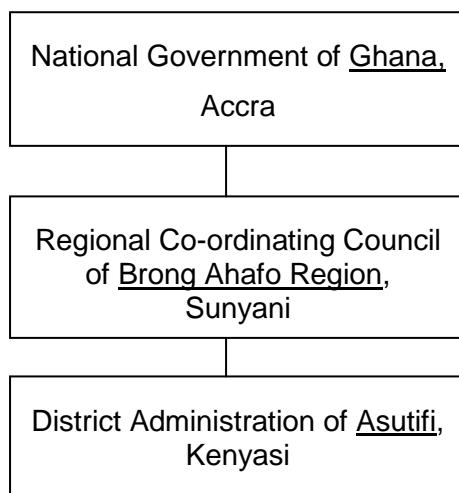 National Government of Ghana,
Accra
Regional Co-ordinating Council
of Brong Ahafo Region,
Sunyani
District Administration of Asutifi,
Kenyasi